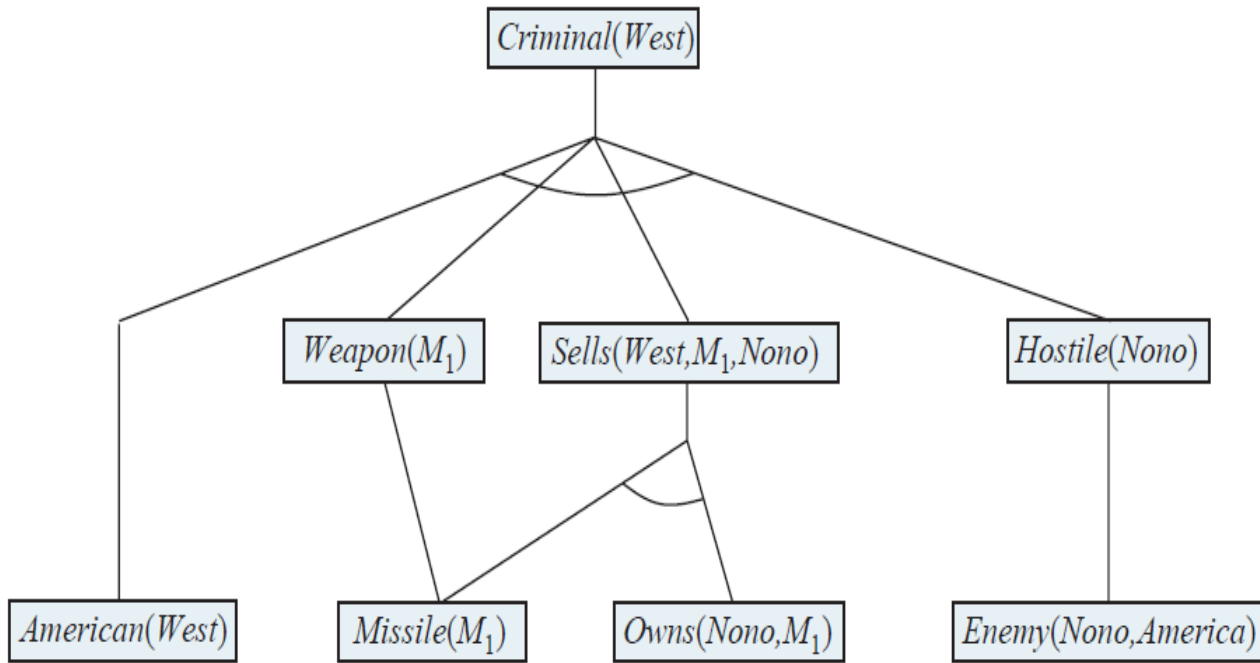 Criminal(West)
Weapon(M₁)
Sells(West,M₁,Nono)
Hostile(Nono)
American(West)
Missile(M₁)
Owns(Nono,M₁)
Enemy(Nono,America)